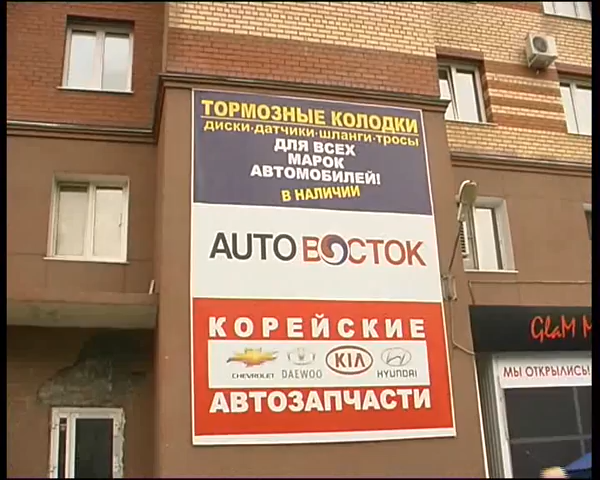 ТОРМОЗНЫЕ КОЛОДКИ
ДИСКИ·ДАТЧИКИ·ШЛАНГИ·ТРОСЫ
ДЛЯ ВСЕХ
МАРОК
АВТОМОБИЛЕЙ!
В НАЛИЧИИ
AUTO ВОСТОК
КОРЕЙСКИЕ
CHEVROLET DAEWOO KIA HYUNDAI
АВТОЗАПЧАСТИ
GlaM
МЫ ОТКРЫЛИСЬ!